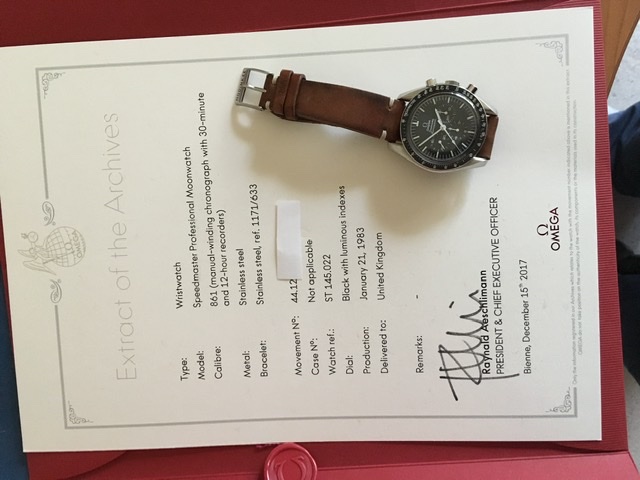 Extract of the Archives
Type: Wristwatch
Model: Speedmaster Professional Moonwatch
Calibre: 861 (manual-winding chronograph with 30-minute
and 12-hour recorders)
Metal: Stainless steel
Bracelet: Stainless steel, ref. 1171/633
Movement N°: 44.12
Case N°: Not applicable
Watch ref.: ST 145.022
Dial: Black with luminous indexes
Production: January 21, 1983
Delivered to: United Kingdom
Remarks: -
Raynald Aeschlimann
PRESIDENT & CHIEF EXECUTIVE OFFICER
Bienne, December 15th 2017
Ω
OMEGA